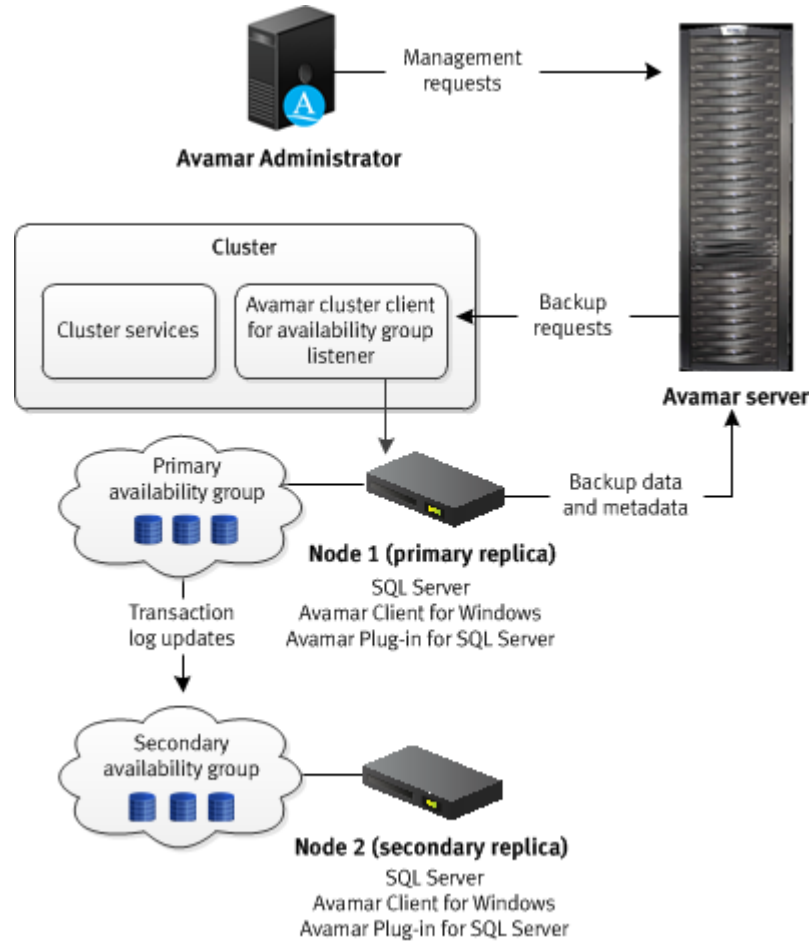 Management
requests
A
Avamar Administrator
Cluster
Cluster services
Avamar cluster client
for availability group
listener
Backup
requests
Avamar server
Primary
availability group
Backup data
and metadata
Node 1 (primary replica)
SQL Server
Avamar Client for Windows
Avamar Plug-in for SQL Server
Transaction
log updates
Secondary
availability group
Node 2 (secondary replica)
SQL Server
Avamar Client for Windows
Avamar Plug-in for SQL Server